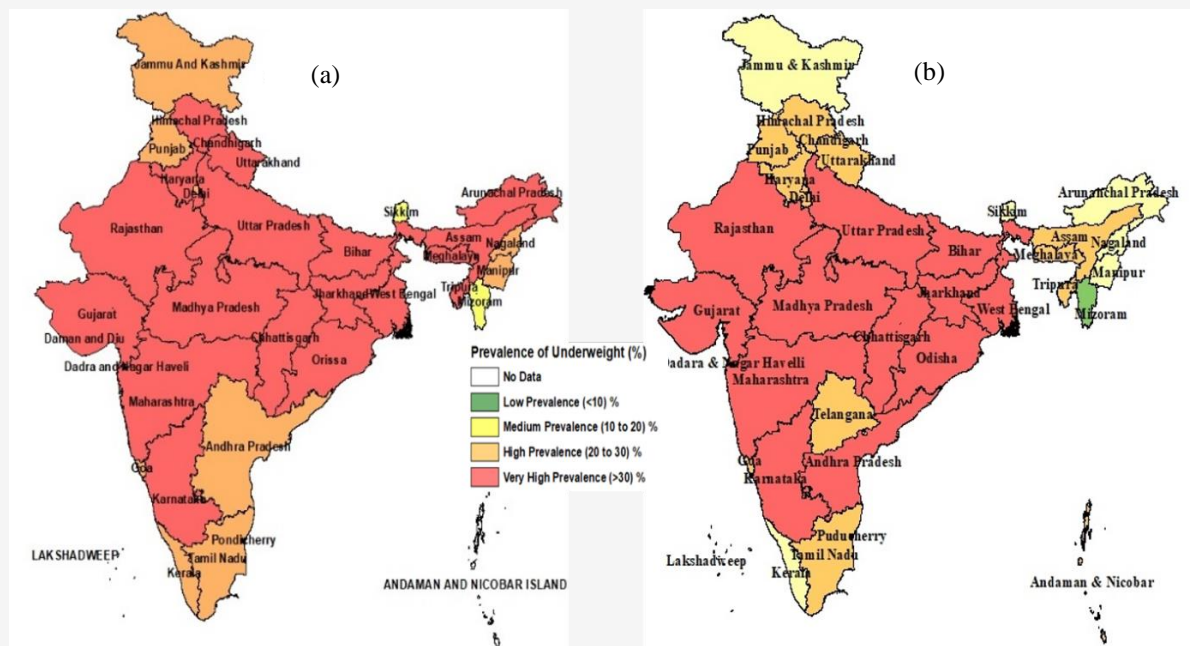 (a)
Jammu And Kashmir
Himachal Pradesh
Punjab
Chandhigarh
Uttarakhand
Haryana
Delhi
Arunachal Pradesh
Sikkim
Rajasthan
Uttar Pradesh
Assam
Nagaland
Bihar
Meghalaya
Manipur
Tripura
Mizoram
Jharkhand
West Bengal
Gujarat
Madhya Pradesh
Daman and Diu
Chhattisgarh
Orissa
Dadra and Nagar Haveli
Maharashtra
Andhra Pradesh
Goa
Karnataka
Pondicherry
LAKSHADWEEP
Tamil Nadu
Kerala
ANDAMAN AND NICOBAR ISLAND
Prevalence of Underweight (%)
No Data
Low Prevalence (<10) %
Medium Prevalence (10 to 20) %
High Prevalence (20 to 30) %
Very High Prevalence (>30) %
(b)
Jammu & Kashmir
Himachal Pradesh
Chandigarh
Punjab
Uttarakhand
Haryana
Delhi
Arunanchal Pradesh
Sikkim
Rajasthan
Uttar Pradesh
Assam
Nagaland
Bihar
Meghalaya
Manipur
Tripura
Jharkhand
Mizoram
Gujarat
Madhya Pradesh
West Bengal
Chhattisgarh
Odisha
Dadara & Nagar Havelli
Maharashtra
Telangana
Goa
Andhra Pradesh
Karnataka
Puducherry
Tamil Nadu
Lakshadweep
Kerala
Andaman & Nicobar